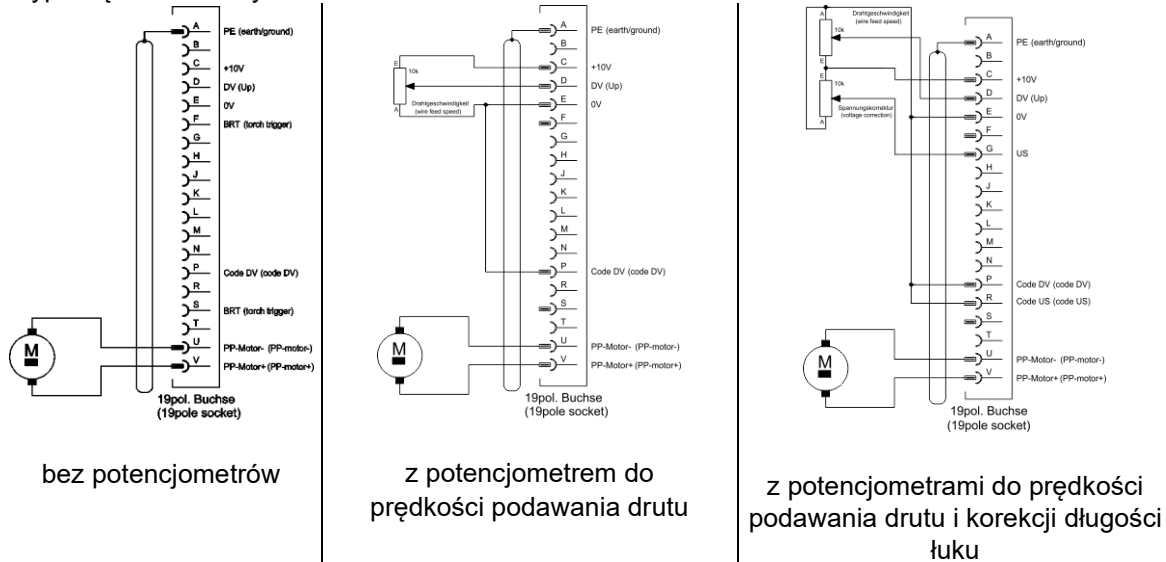 A PE (earth/ground)
B
C +10V
D DV (Up)
E 0V
F BRT (torch trigger)
G
H
J
K
L
M
N
P Code DV (code DV)
R
S BRT (torch trigger)
T
U PP-Motor- (PP-motor-)
V PP-Motor+ (PP-motor+)
M
19pol. Buchse
(19pole socket)
bez potencjometrów
A PE (earth/ground)
B
C +10V
D DV (Up)
E 0V
F
G
H
J
K
L
M
N
P Code DV (code DV)
R
S
T
U PP-Motor- (PP-motor-)
V PP-Motor+ (PP-motor+)
E
10k
A
Drahtgeschwindigkeit
(wire feed speed)
M
19pol. Buchse
(19pole socket)
z potencjometrem do
prędkości podawania drutu
A
Drahtgeschwindigkeit
(wire feed speed)
10k
E
E
10k
Spannungskorrektur
(voltage correction)
A
A PE (earth/ground)
B
C +10V
D DV (Up)
E 0V
F
G US
H
J
K
L
M
N
P Code DV (code DV)
R Code US (code US)
S
T
U PP-Motor- (PP-motor-)
V PP-Motor+ (PP-motor+)
M
19pol. Buchse
(19pole socket)
z potencjometrami do prędkości
podawania drutu i korekcji długości
łuku